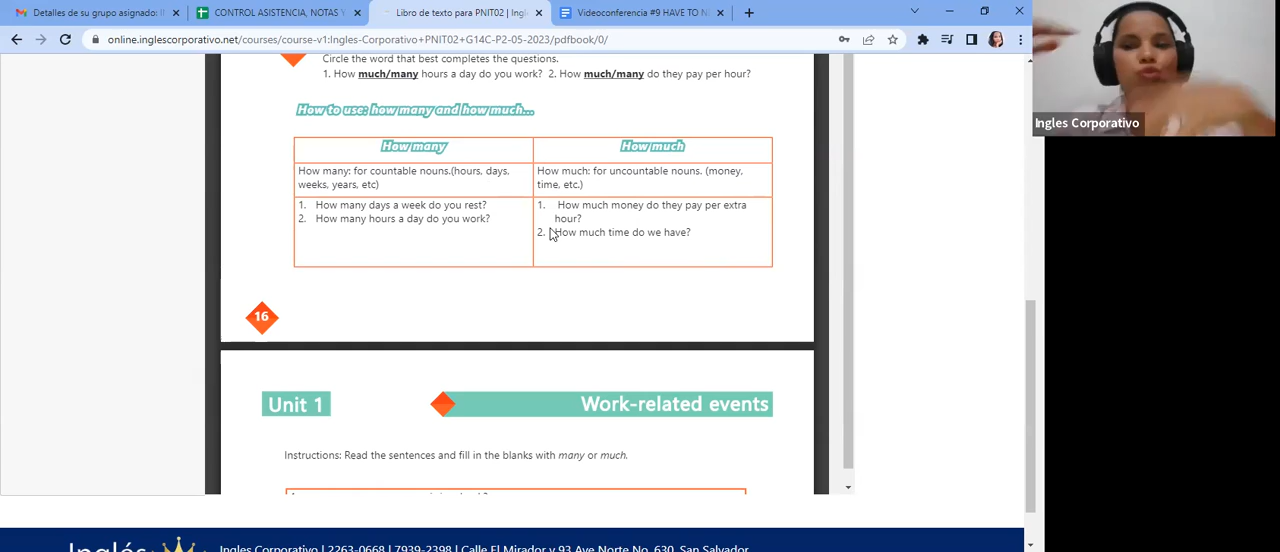 Detalles de su grupo asignado: Il
CONTROL ASISTENCIA, NOTAS Y
Libro de texto para PNIT02 | Ingl
Videoconferencia #9 HAVE TO N
online.inglescorporativo.net/courses/course-v1:Ingles-Corporativo+PNIT02+G14C-P2-05-2023/pdfbook/0/
Ingles Corporativo
Circle the word that best completes the questions.
1. How much/many hours a day do you work? 2. How much/many do they pay per hour?
How to use: how many and how much...
How many
How much
How many: for countable nouns.(hours, days,
weeks, years, etc)
How much: for uncountable nouns. (money,
time, etc.)
1. How many days a week do you rest?
2. How many hours a day do you work?
1. How much money do they pay per extra
hour?
2. How much time do we have?
16
Unit 1
Work-related events
Instructions: Read the sentences and fill in the blanks with many or much.
Inglés
Ingles Corporativo | 2263-0668 | 7939-2398 | Calle El Mirador y 93 Ave Norte No. 630, San Salvador